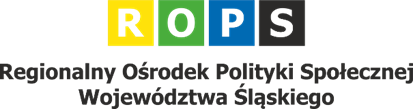 ROPS
Regionalny Ośrodek Polityki Społecznej
Województwa Śląskiego